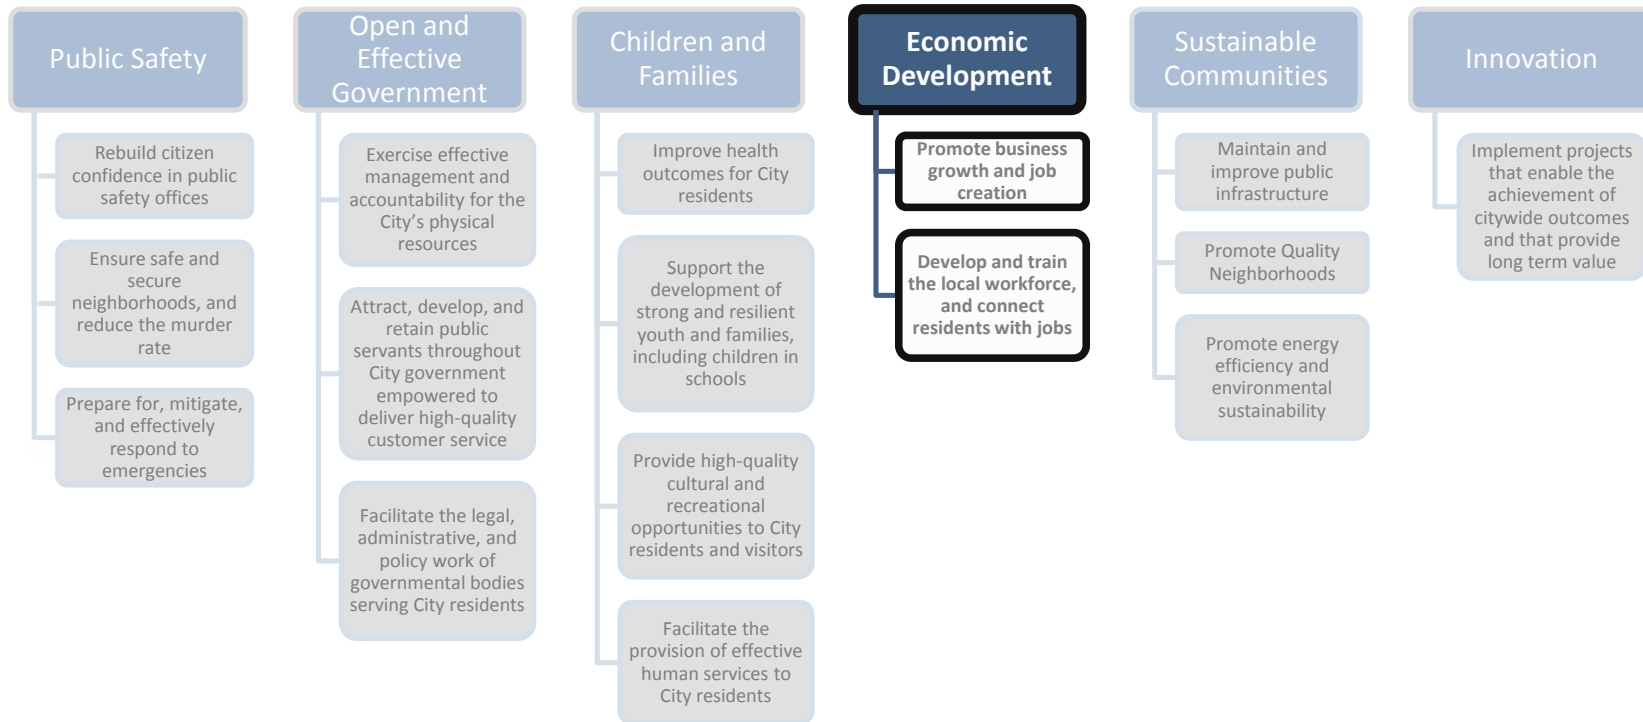 Public Safety
Rebuild citizen
confidence in public
safety offices
Ensure safe and
secure
neighborhoods, and
reduce the murder
rate
Prepare for, mitigate,
and effectively
respond to
emergencies
Open and
Effective
Government
Exercise effective
management and
accountability for the
City’s physical
resources
Attract, develop, and
retain public
servants throughout
City government
empowered to
deliver high-quality
customer service
Facilitate the legal,
administrative, and
policy work of
governmental bodies
serving City residents
Children and
Families
Improve health
outcomes for City
residents
Support the
development of
strong and resilient
youth and families,
including children in
schools
Provide high-quality
cultural and
recreational
opportunities to City
residents and visitors
Facilitate the
provision of effective
human services to
City residents
Economic
Development
Promote business
growth and job
creation
Develop and train
the local workforce,
and connect
residents with jobs
Sustainable
Communities
Maintain and
improve public
infrastructure
Promote Quality
Neighborhoods
Promote energy
efficiency and
environmental
sustainability
Innovation
Implement projects
that enable the
achievement of
citywide outcomes
and that provide
long term value